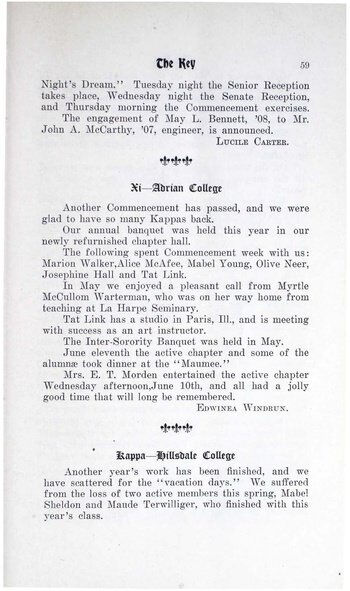 The Key 59
Night's Dream." Tuesday night the Senior Reception
takes place, Wednesday night the Senate Reception,
and Thursday morning the Commencement exercises.
The engagement of May L. Bennett, '08, to Mr.
John A. McCarthy, '07, engineer, is announced.
Lucile Carter.
Xi—Adrian College
Another Commencement has passed, and we were
glad to have so many Kappas back.
Our annual banquet was held this year in our
newly refurnished chapter hall.
The following spent Commencement week with us:
Marion Walker,Alice McAfee, Mabel Young, Olive Neer,
Josephine Hall and Tat Link.
In May we enjoyed a pleasant call from Myrtle
McCullom Warterman, who was on her way home from
teaching at La Harpe Seminary.
Tat Link has a studio in Paris, Ill., and is meeting
with success as an art instructor.
The Inter-Sorority Banquet was held in May.
June eleventh the active chapter and some of the
alumnæ took dinner at the "Maumee."
Mrs. E. T. Morden entertained the active chapter
Wednesday afternoon,June 10th, and all had a jolly
good time that will long be remembered.
Edwinea Windrun.
Kappa—Hillsdale College
Another year's work has been finished, and we
have scattered for the "vacation days." We suffered
from the loss of two active members this spring, Mabel
Sheldon and Maude Terwilliger, who finished with this
year's class.